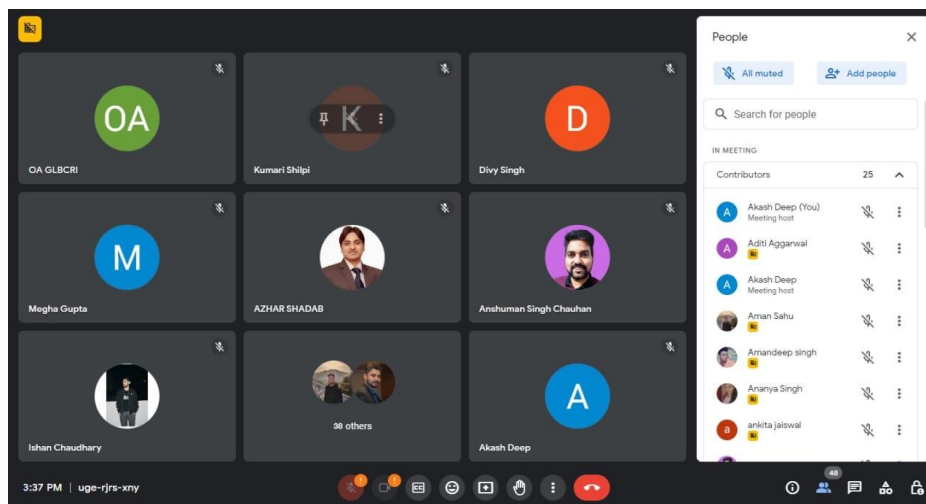 People
All muted
Add people
Search for people
IN MEETING
Contributors 25
Akash Deep (You)
Meeting host
Aditi Aggarwal
Akash Deep
Meeting host
Aman Sahu
Amandeep singh
Ananya Singh
ankita jaiswal
OA
OA GLBCRI
K
Kumari Shilpi
D
Divy Singh
M
Megha Gupta
AZHAR SHADAB
Anshuman Singh Chauhan
Ishan Chaudhary
38 others
A
Akash Deep
A
A
A
a
3:37 PM | uge-rjrs-xny
48